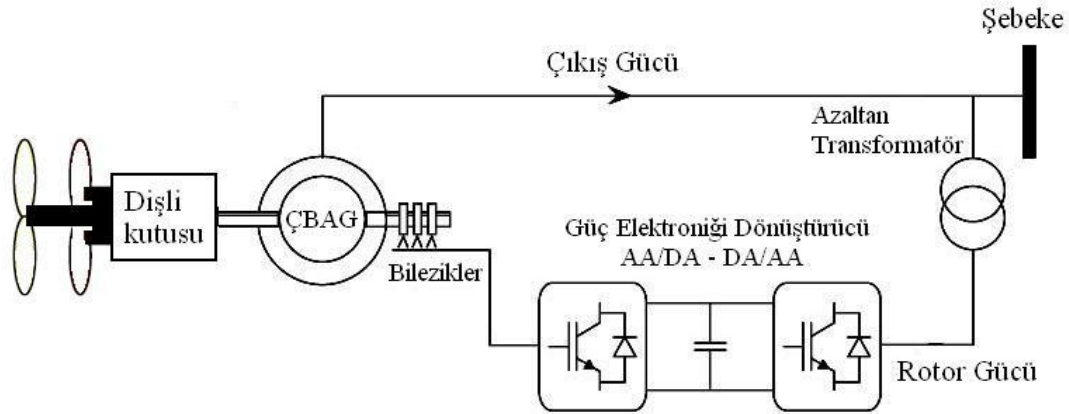 Şebeke
Çıkış Gücü
Azaltan
Transformatör
Dişli
kutusu
ÇBAG
Bilezikler
Güç Elektroniği Dönüştürücü
AA/DA - DA/AA
Rotor Gücü